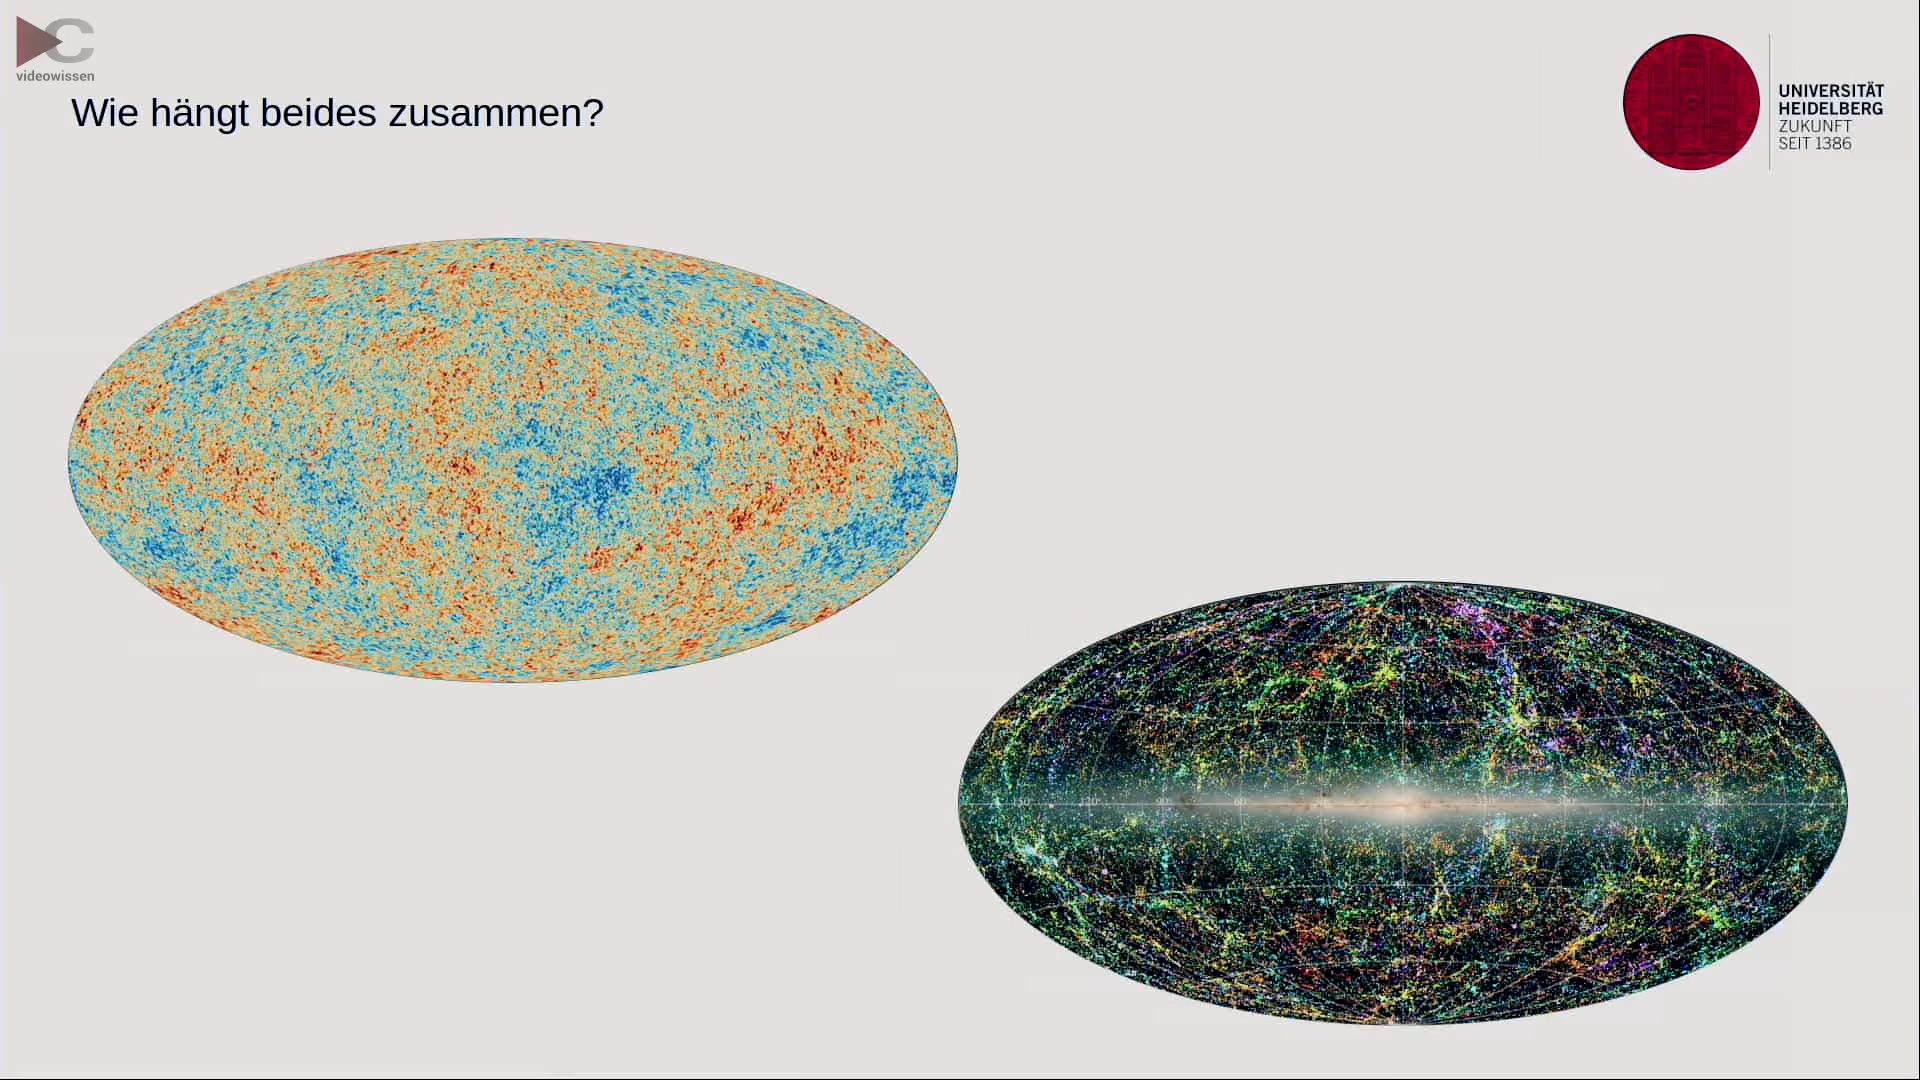 C
videowissen
Wie hängt beides zusammen?
UNIVERSITÄT
HEIDELBERG
ZUKUNFT
SEIT 1386